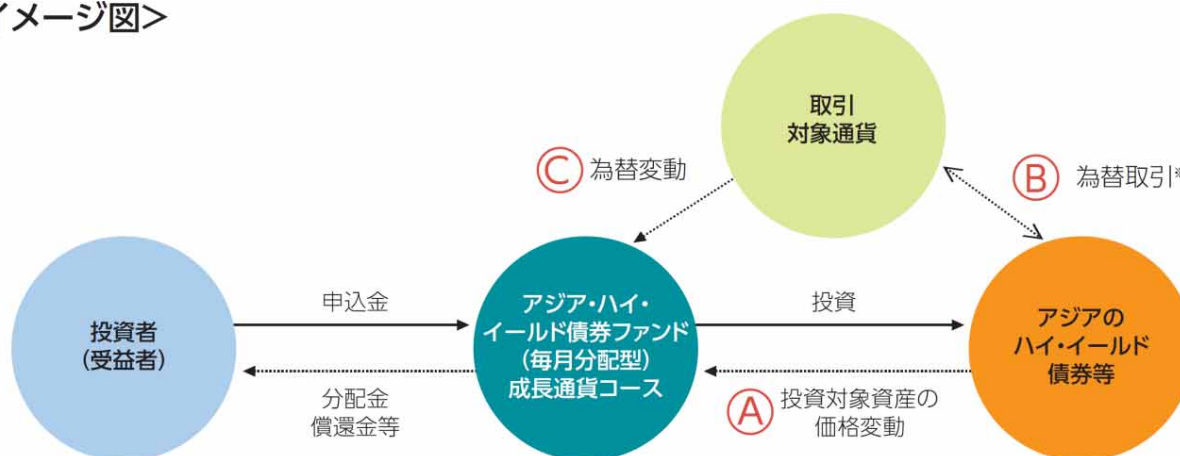 イメージ図>
取引
対象通貨
Ⓒ 為替変動
Ⓑ 為替取引*
投資者
(受益者)
申込金
分配金
償還金等
アジア・ハイ・
イールド債券ファンド
(毎月分配型)
成長通貨コース
投資
Ⓐ 投資対象資産の
価格変動
アジアの
ハイ・イールド
債券等